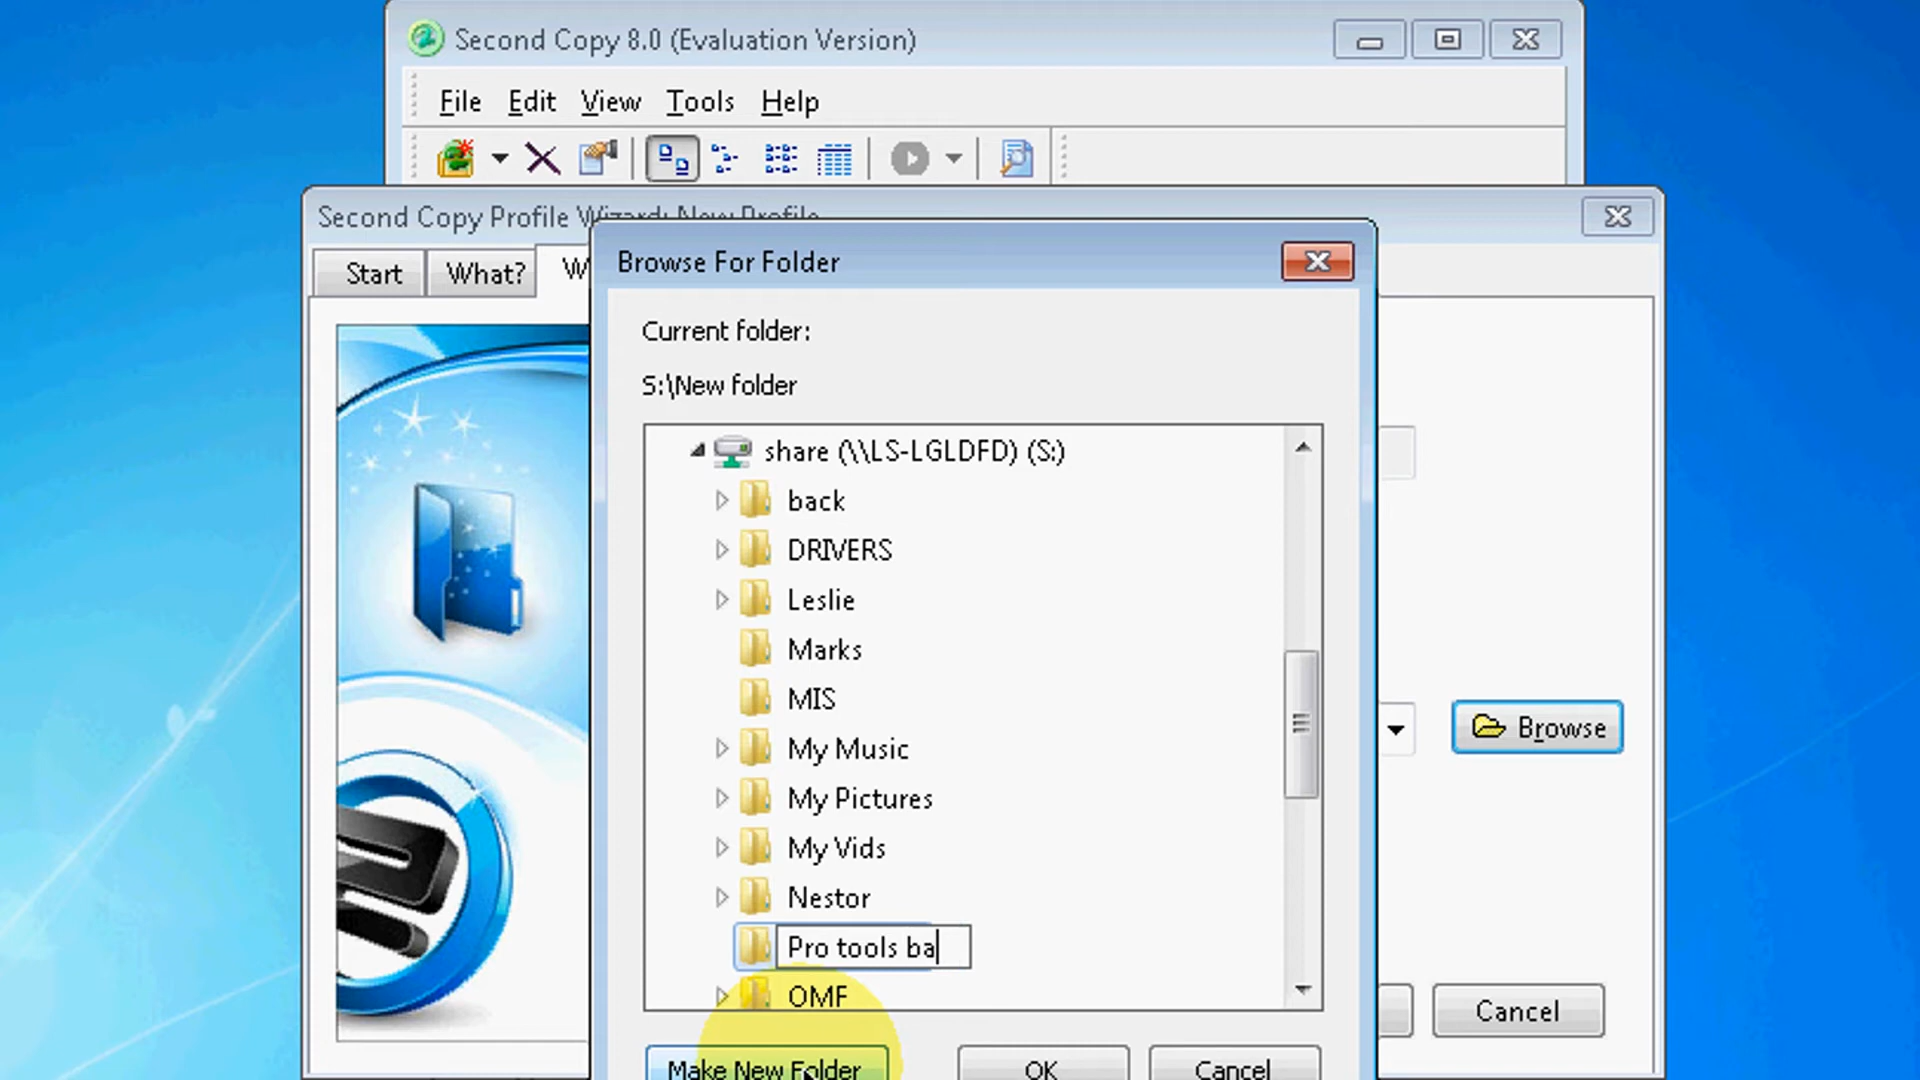 Second Copy 8.0 (Evaluation Version)
File Edit View Tools Help
Second Copy Profile Wizard: New Profile
Start What? W
Browse For Folder
Current folder:
S:\New folder
share (\\LS-LGLDFD) (S:)
back
DRIVERS
Leslie
Marks
MIS
My Music
My Pictures
My Vids
Nestor
Pro tools ba
OMF
Browse
Cancel
Make New Folder OK Cancel